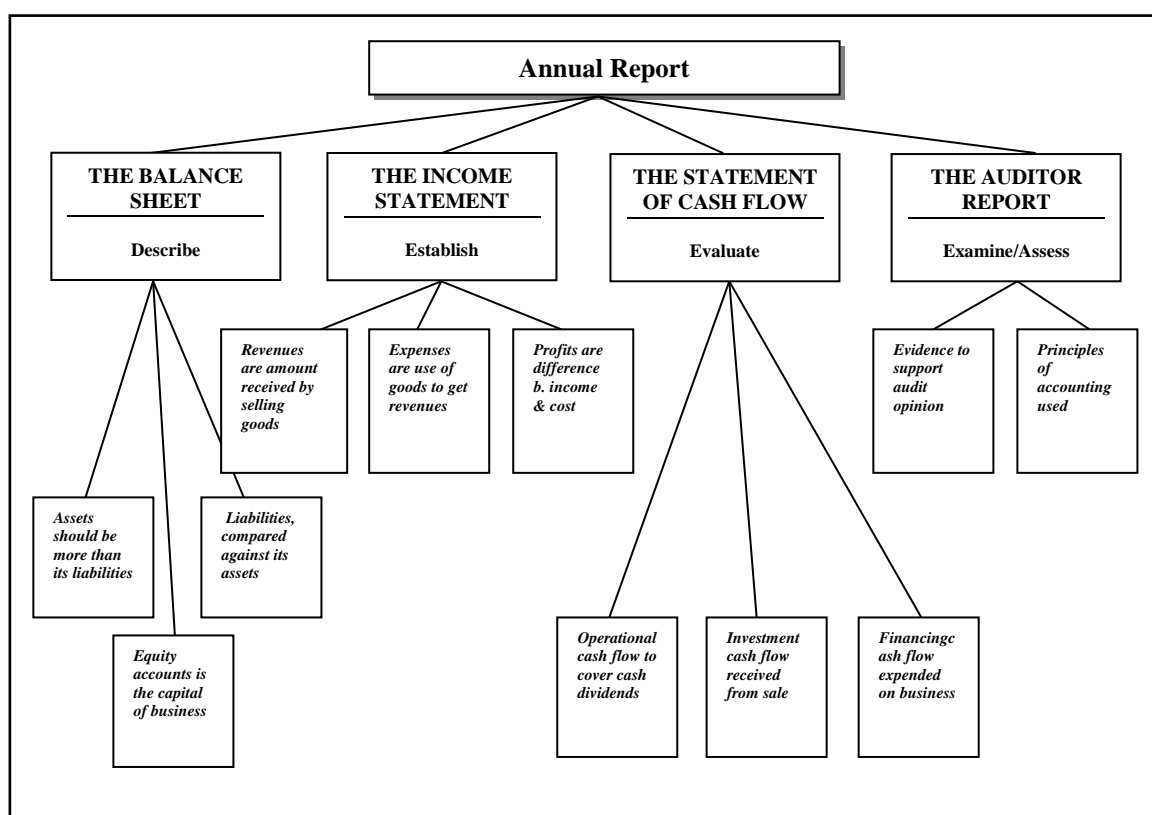 Annual Report
THE BALANCE
SHEET
Describe
THE INCOME
STATEMENT
Establish
THE STATEMENT
OF CASH FLOW
Evaluate
THE AUDITOR
REPORT
Examine/Assess
Revenues
are amount
received by
selling
goods
Expenses
are use of
goods to get
revenues
Profits are
difference
b. income
& cost
Evidence to
support
audit
opinion
Principles
of
accounting
used
Assets
should be
more than
its liabilities
Liabilities,
compared
against its
assets
Equity
accounts is
the capital
of business
Operational
cash flow to
cover cash
dividends
Investment
cash flow
received
from sale
Financingc
ash flow
expended
on business